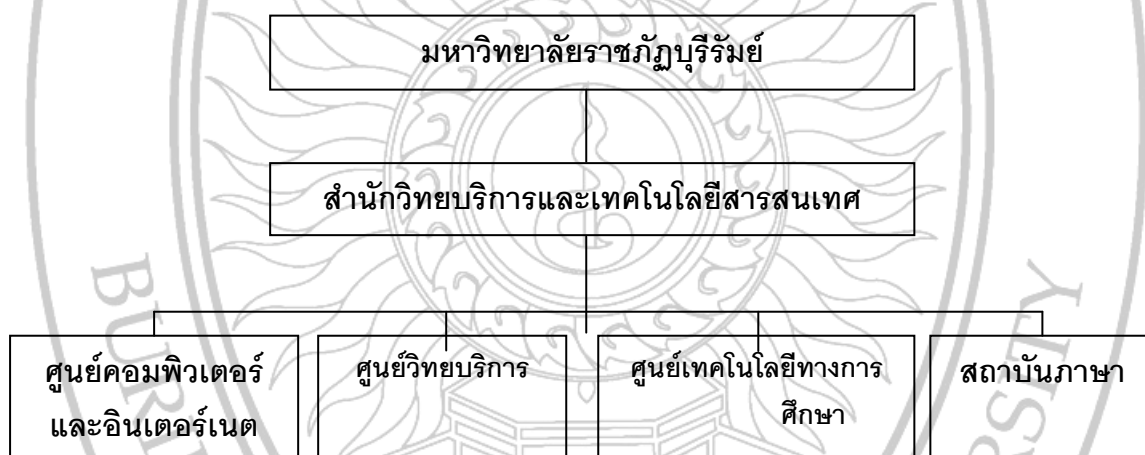 มหาวิทยาลัยราชภัฏบุรีรัมย์
สำนักวิทยบริการและเทคโนโลยีสารสนเทศ
ศูนย์คอมพิวเตอร์
และอินเตอร์เนต
ศูนย์วิทยบริการ
ศูนย์เทคโนโลยีทางการ
ศึกษา
สถาบันภาษา